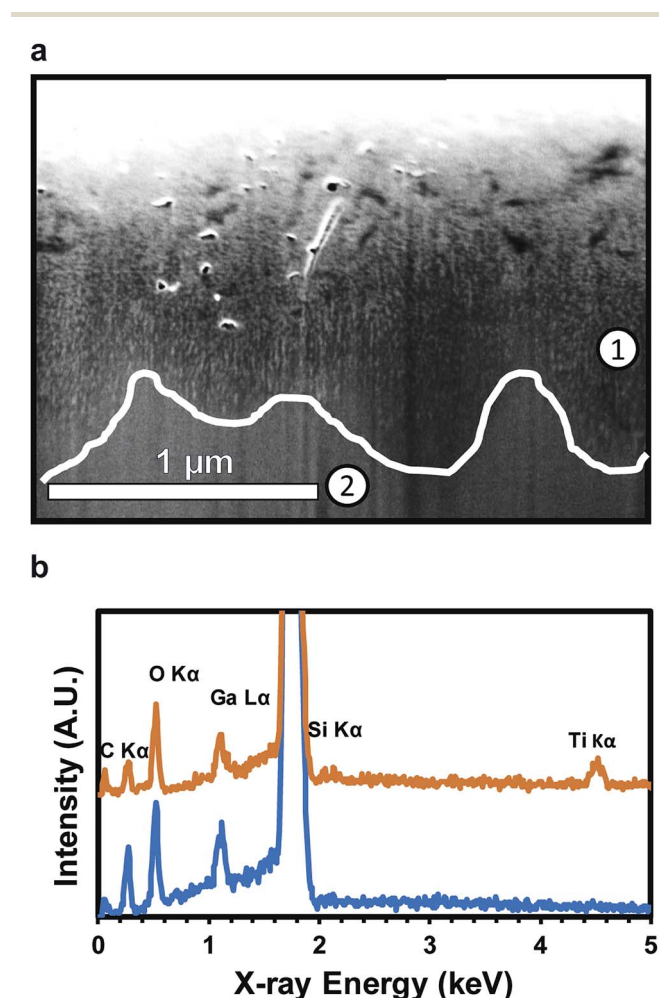 a
1
1 μm
2
b
O Kα
Ga Lα
C Kα
Si Kα
Ti Kα
Intensity (A.U.)
0 1 2 3 4 5
X-ray Energy (keV)